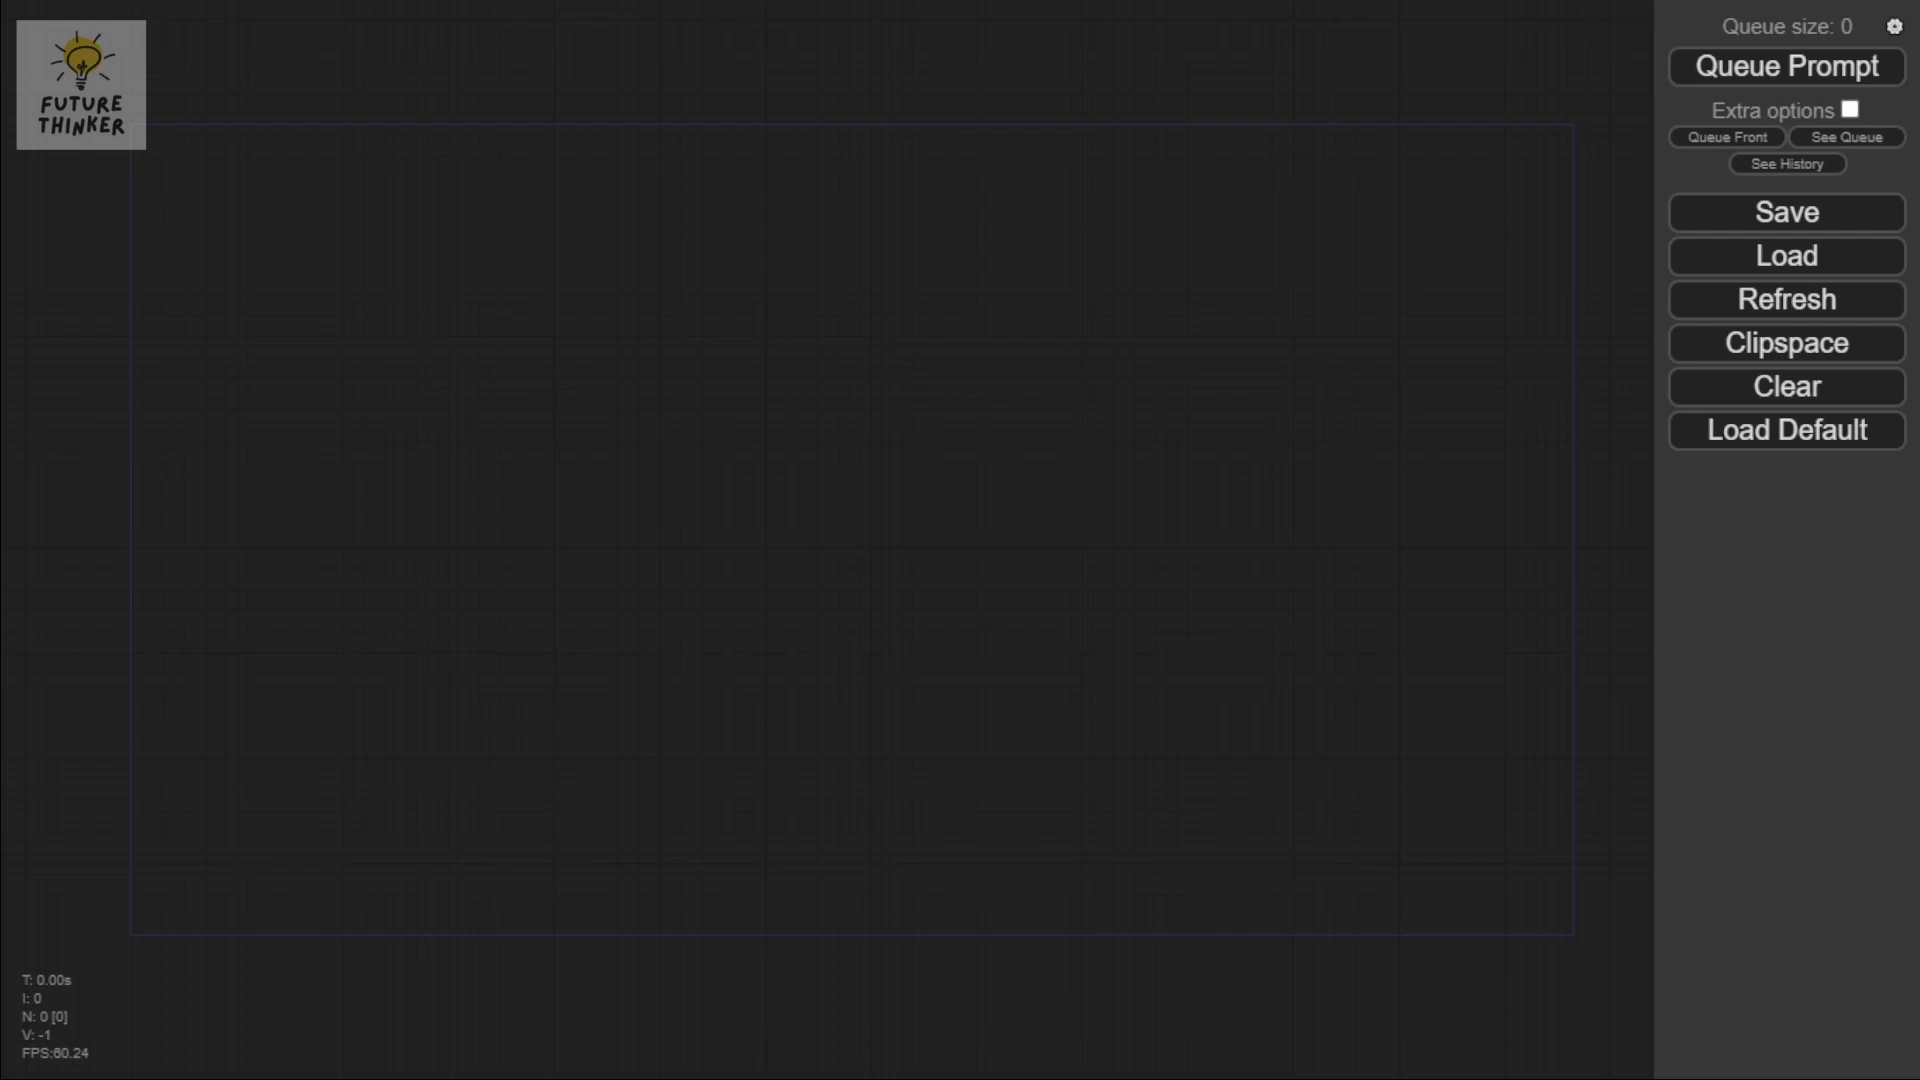 FUTURE
THINKER
Queue size: 0
Queue Prompt
Extra options
Queue Front
See Queue
See History
Save
Load
Refresh
Clipspace
Clear
Load Default
T: 0.00s
I: 0
N: 0 [0]
V: -1
FPS:60.24